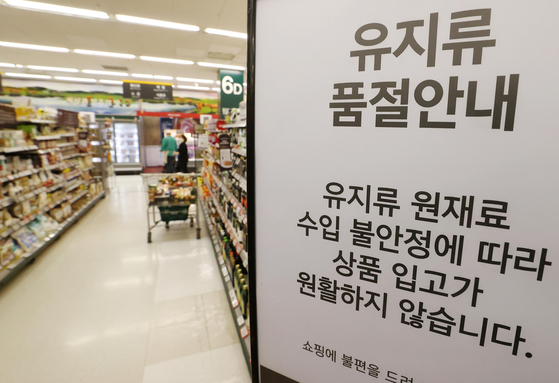 6D
유지류
품절안내
유지류 원재료
수입 불안정에 따라
상품 입고가
원활하지 않습니다.
쇼핑에 불편을 드려